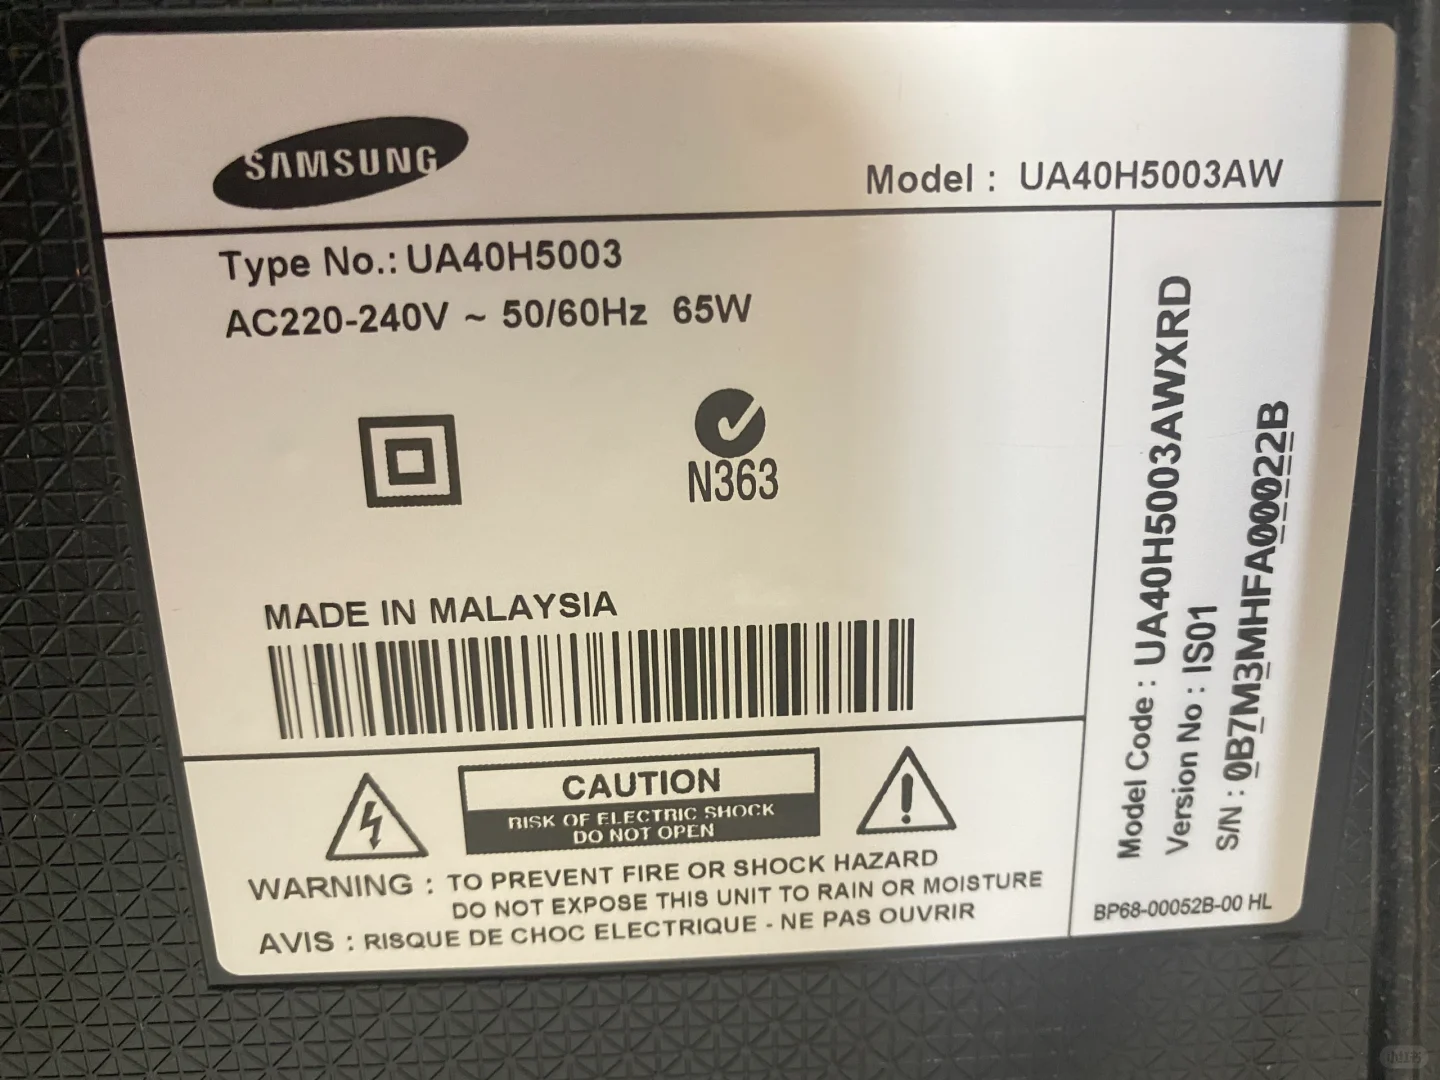 SAMSUNG
Model : UA40H5003AW
Type No.: UA40H5003
AC220-240V ~ 50/60Hz 65W
N363
MADE IN MALAYSIA
CAUTION
RISK OF ELECTRIC SHOCK
DO NOT OPEN
WARNING : TO PREVENT FIRE OR SHOCK HAZARD
DO NOT EXPOSE THIS UNIT TO RAIN OR MOISTURE
AVIS : RISQUE DE CHOC ELECTRIQUE - NE PAS OUVRIR
Model Code : UA40H5003AWXRD
Version No : IS01
S/N : 0B7M3MHFA00022B
BP68-00052B-00 HL
小红书